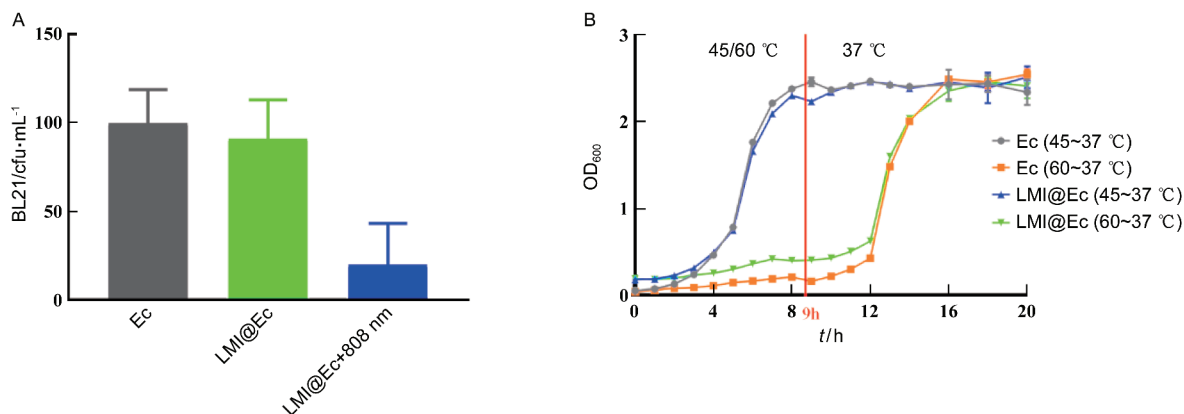 A
BL21/cfu·mL⁻¹
150
100
50
0
Ec
LMI@Ec
LMI@Ec+808 nm
B
45/60 ℃
37 ℃
OD₆₀₀
3
2
1
0
0
4
8
9h
12
16
20
t/h
Ec (45~37 ℃)
Ec (60~37 ℃)
LMI@Ec (45~37 ℃)
LMI@Ec (60~37 ℃)